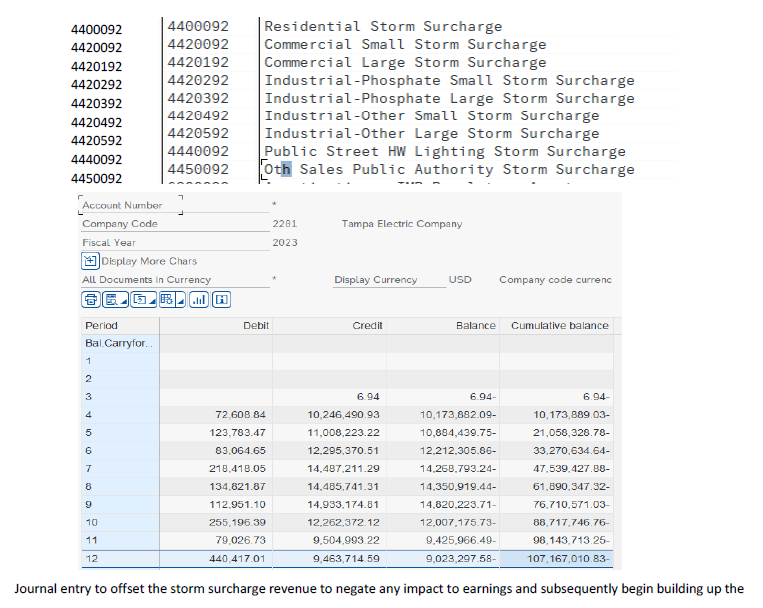 4400092 4400092 Residential Storm Surcharge
4420092 4420092 Commercial Small Storm Surcharge
4420192 4420192 Commercial Large Storm Surcharge
4420292 4420292 Industrial-Phosphate Small Storm Surcharge
4420392 4420392 Industrial-Phosphate Large Storm Surcharge
4420492 4420492 Industrial-Other Small Storm Surcharge
4420592 4420592 Industrial-Other Large Storm Surcharge
4440092 4440092 Public Street HW Lighting Storm Surcharge
4450092 4450092 Oth Sales Public Authority Storm Surcharge
Account Number *
Company Code 2201 Tampa Electric Company
Fiscal Year 2023
Display More Chars
All Documents in Currency * Display Currency USD Company code currenc
Period Debit Credit Balance Cumulative balance
Bal.Carryfor...
1
2
3 6.94 6.94- 6.94-
4 72,608.84 10,246,490.93 10,173,882.09- 10,173,889.03-
5 123,783.47 11,008,223.22 10,884,439.75- 21,058,328.78-
6 83,064.65 12,295,370.51 12,212,305.86- 33,270,634.64-
7 218,418.05 14,487,211.29 14,268,793.24- 47,539,427.88-
8 134,821.87 14,485,741.31 14,350,919.44- 61,890,347.32-
9 112,951.10 14,933,174.81 14,820,223.71- 76,710,571.03-
10 255,196.39 12,262,372.12 12,007,175.73- 88,717,746.76-
11 79,026.73 9,504,993.22 9,425,966.49- 98,143,713.25-
12 440,417.01 9,463,714.59 9,023,297.58- 107,167,010.83-
Journal entry to offset the storm surcharge revenue to negate any impact to earnings and subsequently begin building up the